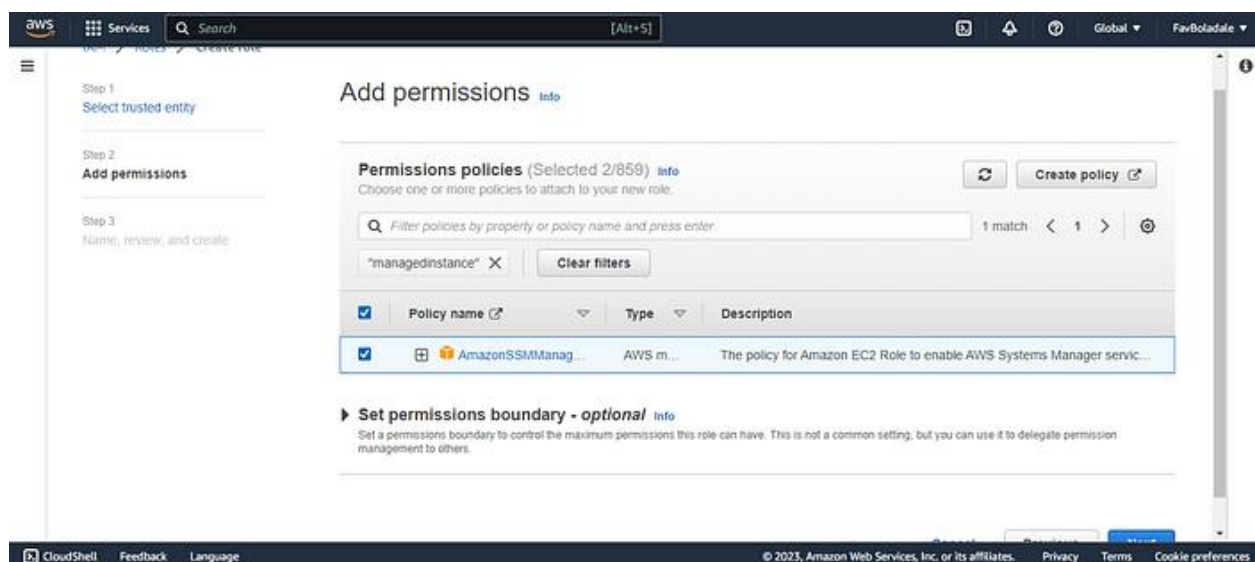 aws
Services
Search
[Alt+S]
Global
FavBoladale
Roles
Create role
Step 1
Select trusted entity
Step 2
Add permissions
Step 3
Name, review, and create
Add permissions Info
Permissions policies (Selected 2/859) Info
Choose one or more policies to attach to your new role.
Create policy
Filter policies by property or policy name and press enter.
1 match
1
"managedinstance"
Clear filters
Policy name
Type
Description
AmazonSSMManag...
AWS m...
The policy for Amazon EC2 Role to enable AWS Systems Manager servic...
Set permissions boundary - optional Info
Set a permissions boundary to control the maximum permissions this role can have. This is not a common setting, but you can use it to delegate permission
management to others.
CloudShell
Feedback
Language
© 2023, Amazon Web Services, Inc. or its affiliates.
Privacy
Terms
Cookie preferences